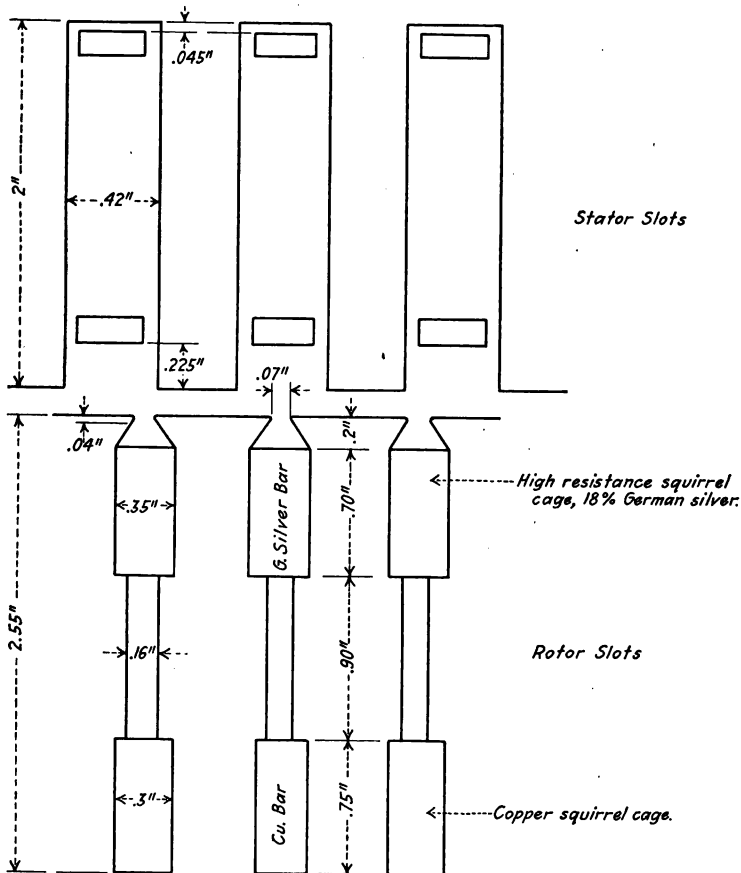 .045"
2"
.42"
Stator Slots
.225"
.07"
.04"
.2"
.35"
G. Silver Bar
.70"
High resistance squirrel
cage, 18% German silver.
2.55"
.16"
.90"
Rotor Slots
.3"
Cu. Bar
.75"
Copper squirrel cage.